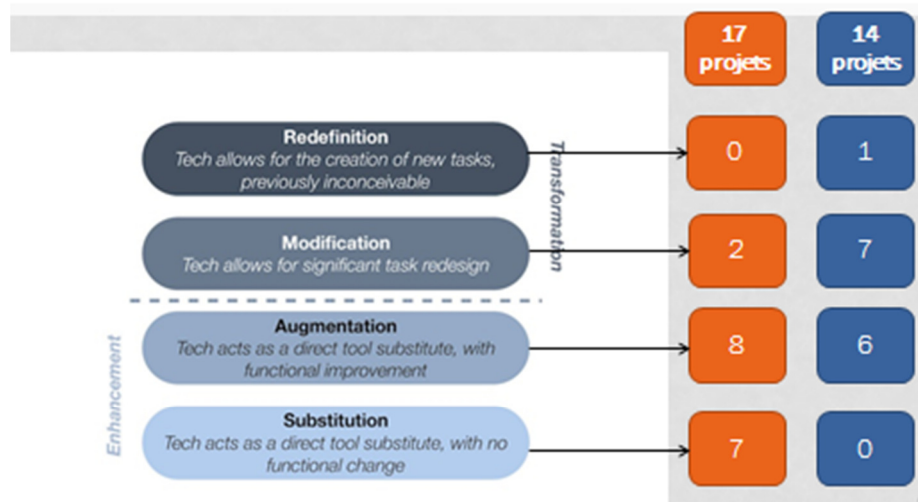 17
projets
14
projets
Redefinition
Tech allows for the creation of new tasks,
previously inconceivable
0
1
Transformation
Modification
Tech allows for significant task redesign
2
7
Augmentation
Tech acts as a direct tool substitute, with
functional improvement
8
6
Enhancement
Substitution
Tech acts as a direct tool substitute, with no
functional change
7
0